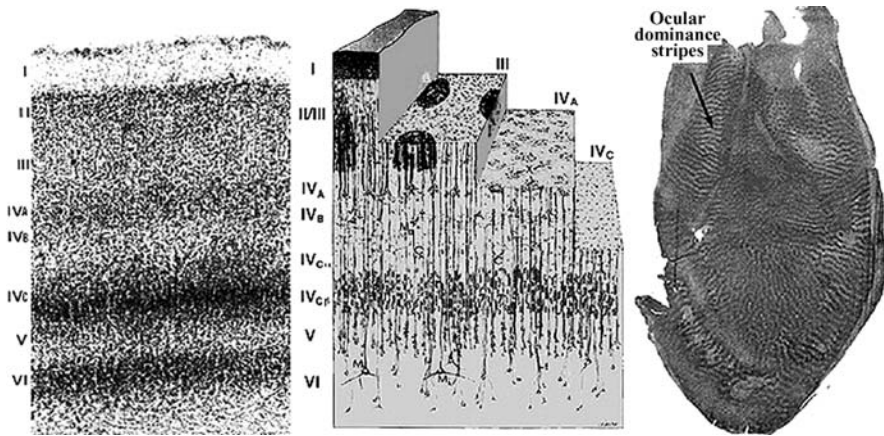 I
II
III
IVA
IVB
IVC
V
VI
I
II/III
IVA
IVB
IVCα
IVCβ
V
VI
III
IVA
IVC
Ocular
dominance
stripes